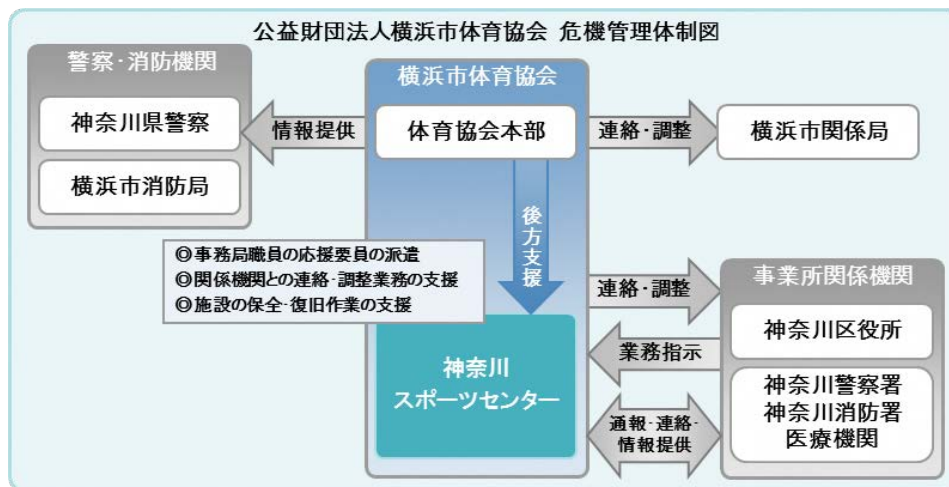 公益財団法人横浜市体育協会 危機管理体制図
警察・消防機関
神奈川県警察
横浜市消防局
情報提供
横浜市体育協会
体育協会本部
連絡・調整
横浜市関係局
後方支援
◎事務局職員の応援要員の派遣
◎関係機関との連絡・調整業務の支援
◎施設の保全・復旧作業の支援
神奈川
スポーツセンター
連絡・調整
業務指示
通報・連絡・
情報提供
事業所関係機関
神奈川区役所
神奈川警察署
神奈川消防署
医療機関